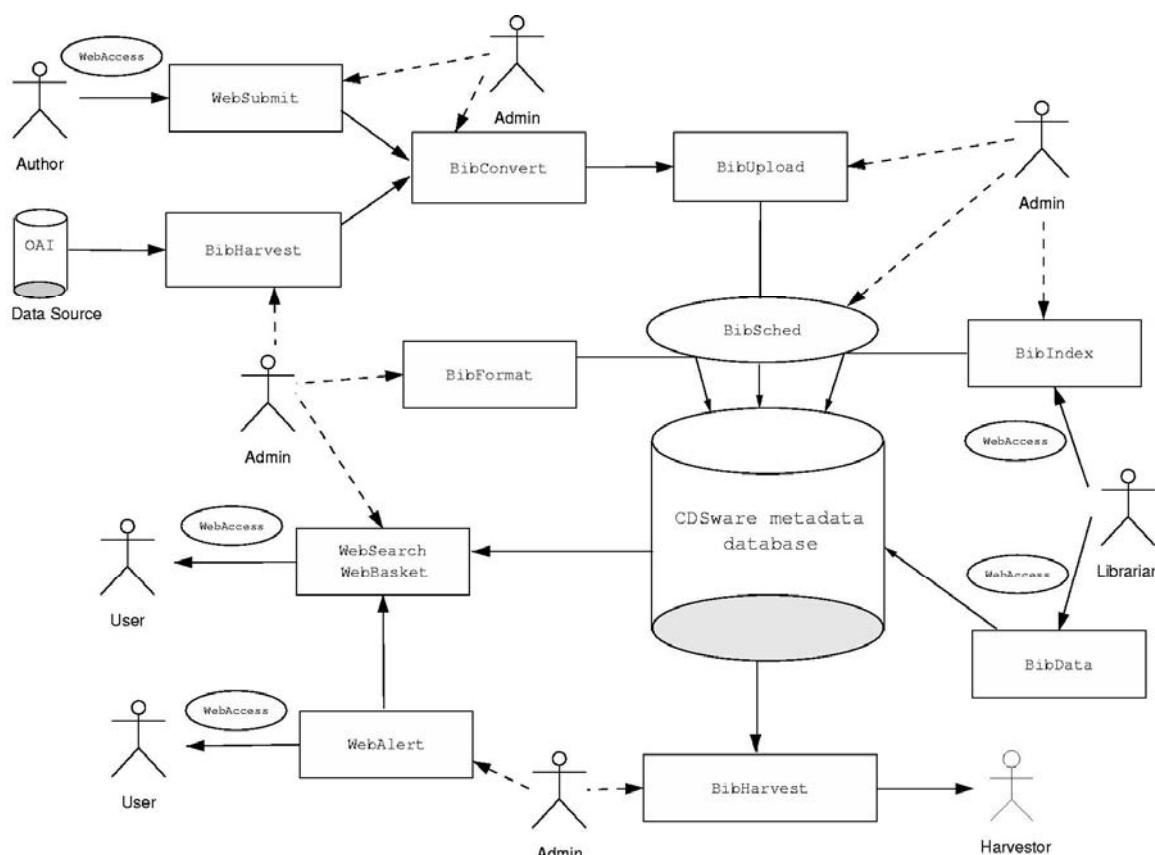 WebAccess
WebSubmit
Admin
Author
BibConvert
BibUpload
Admin
OAI
BibHarvest
Data Source
BibSched
BibIndex
BibFormat
Admin
WebAccess
CDSware metadata
database
WebAccess
WebSearch
WebBasket
WebAccess
Librarian
User
BibData
WebAccess
WebAlert
User
BibHarvest
Admin
Harvestor